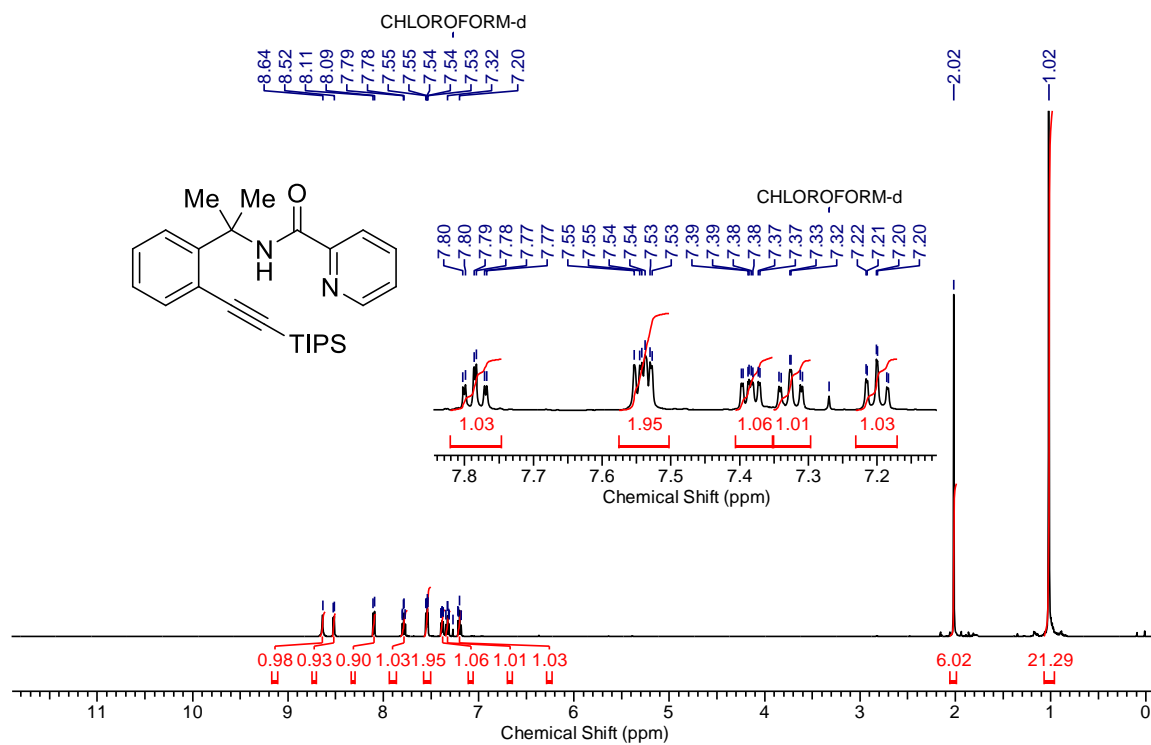 CHLOROFORM-d
8.64 8.52 8.11 8.09 7.79 7.78 7.55 7.55 7.54 7.54 7.53 7.32 7.20
2.02
1.02
Me Me O
N
H
N
TIPS
CHLOROFORM-d
7.80 7.80 7.79 7.78 7.77 7.77 7.55 7.55 7.54 7.54 7.53 7.53 7.39 7.39 7.38 7.38 7.37 7.37 7.33 7.32 7.22 7.21 7.20 7.20
1.03 1.95 1.06 1.01 1.03
7.8 7.7 7.6 7.5 7.4 7.3 7.2
Chemical Shift (ppm)
0.98 0.93 0.90 1.03 1.95 1.06 1.01 1.03 6.02 21.29
11 10 9 8 7 6 5 4 3 2 1 0
Chemical Shift (ppm)